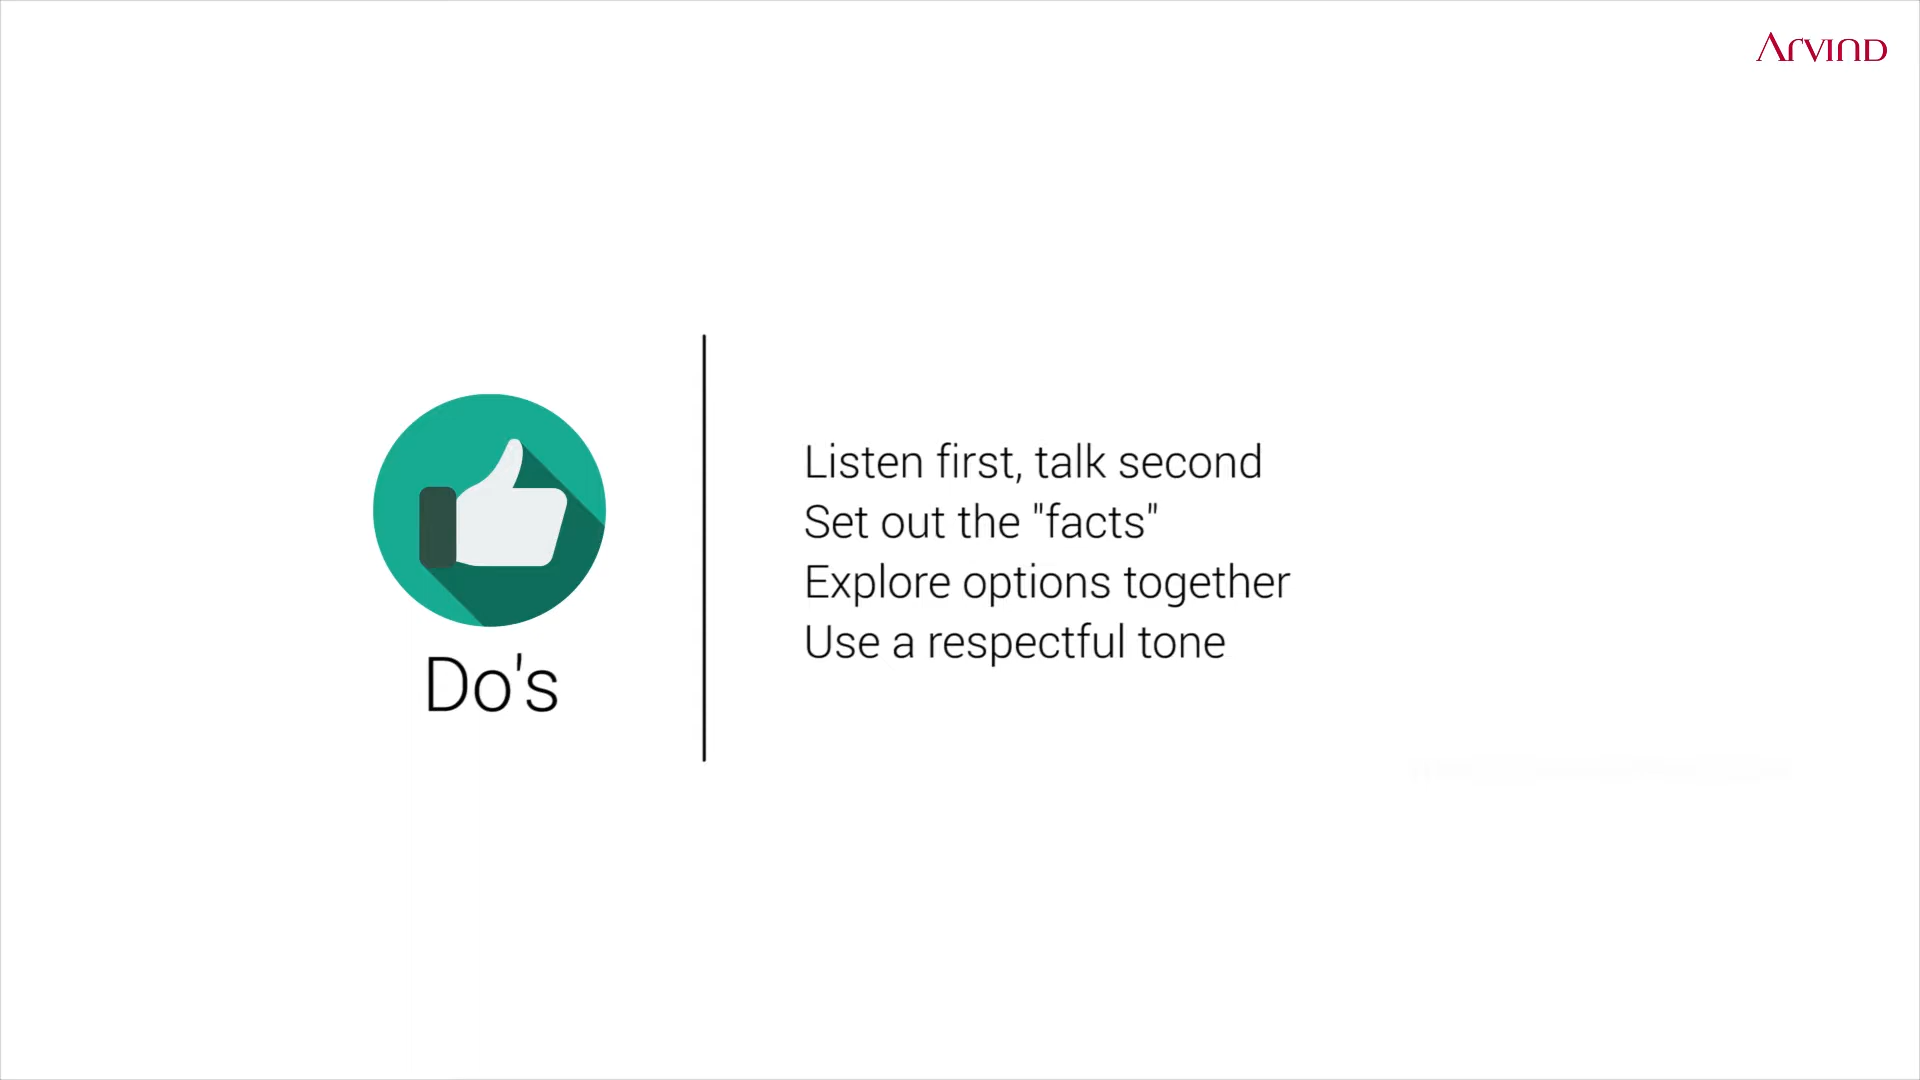 ARVIND
Listen first, talk second
Set out the "facts"
Explore options together
Use a respectful tone
Do's